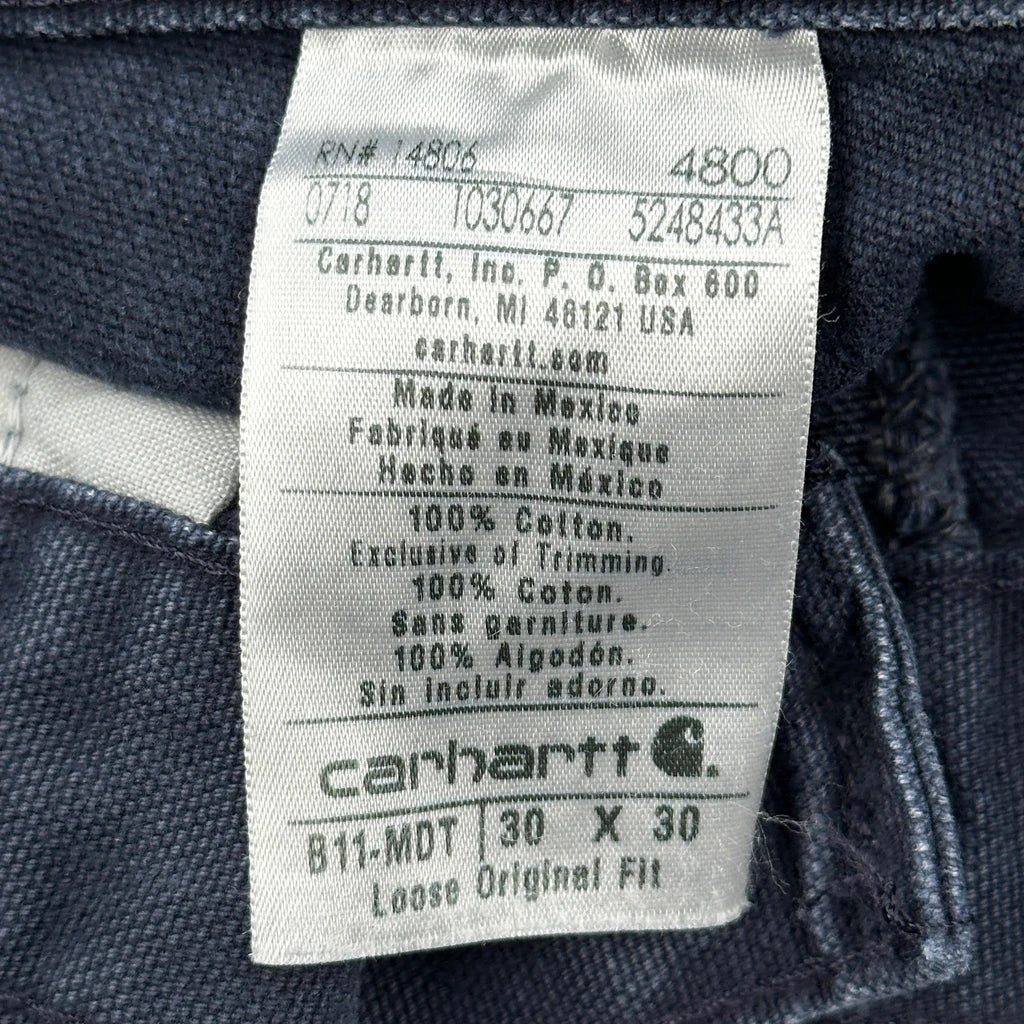 RN# 14806 4800
0718 1030667 5248433A
Carhartt, Inc. P. O. Box 600
Dearborn, MI 48121 USA
carhartt.com
Made in Mexico
Fabriqué au Mexique
Hecho en México
100% Cotton.
Exclusive of Trimming.
100% Coton.
Sans garniture.
100% Algodón.
Sin incluir adorno.
carhartt
B11-MDT 30 X 30
Loose Original Fit